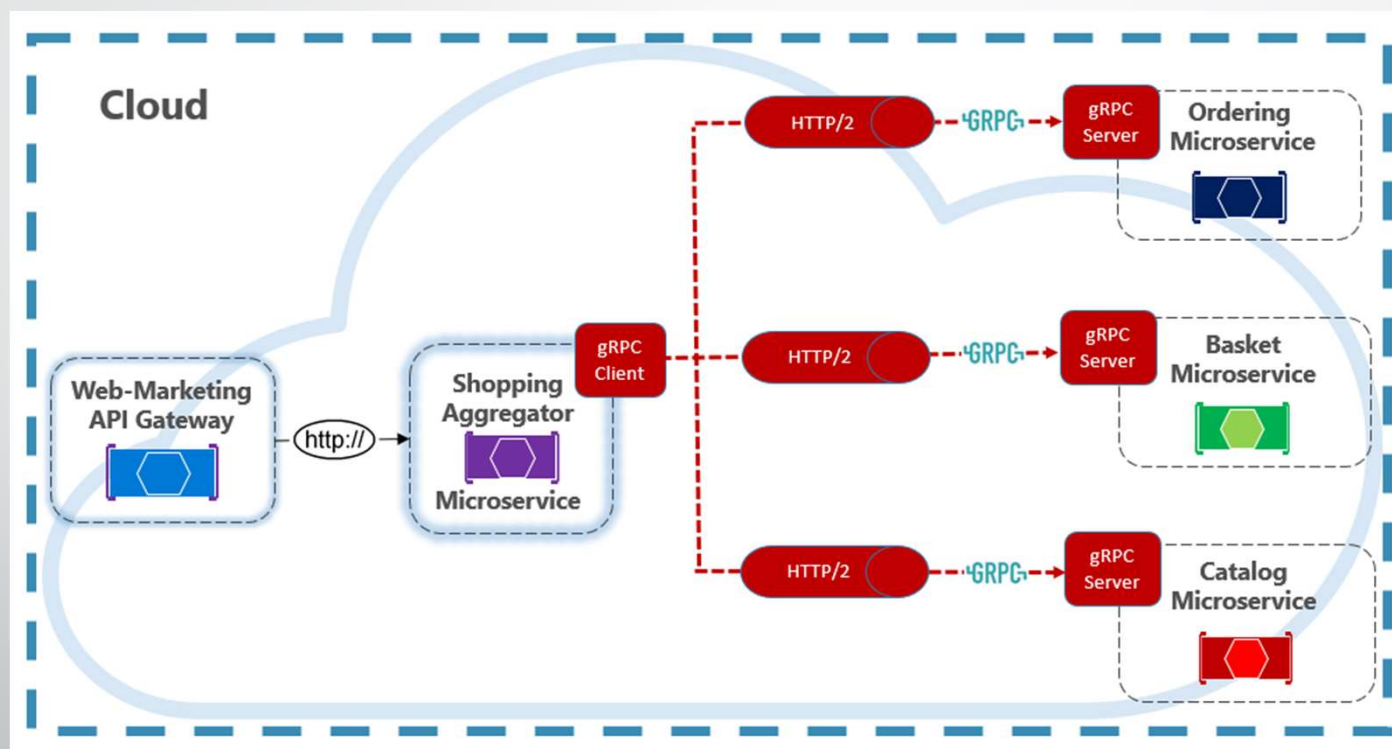 Cloud
Web-Marketing
API Gateway
http://
Shopping
Aggregator
Microservice
gRPC
Client
HTTP/2
GRPC
gRPC
Server
Ordering
Microservice
HTTP/2
GRPC
gRPC
Server
Basket
Microservice
HTTP/2
GRPC
gRPC
Server
Catalog
Microservice